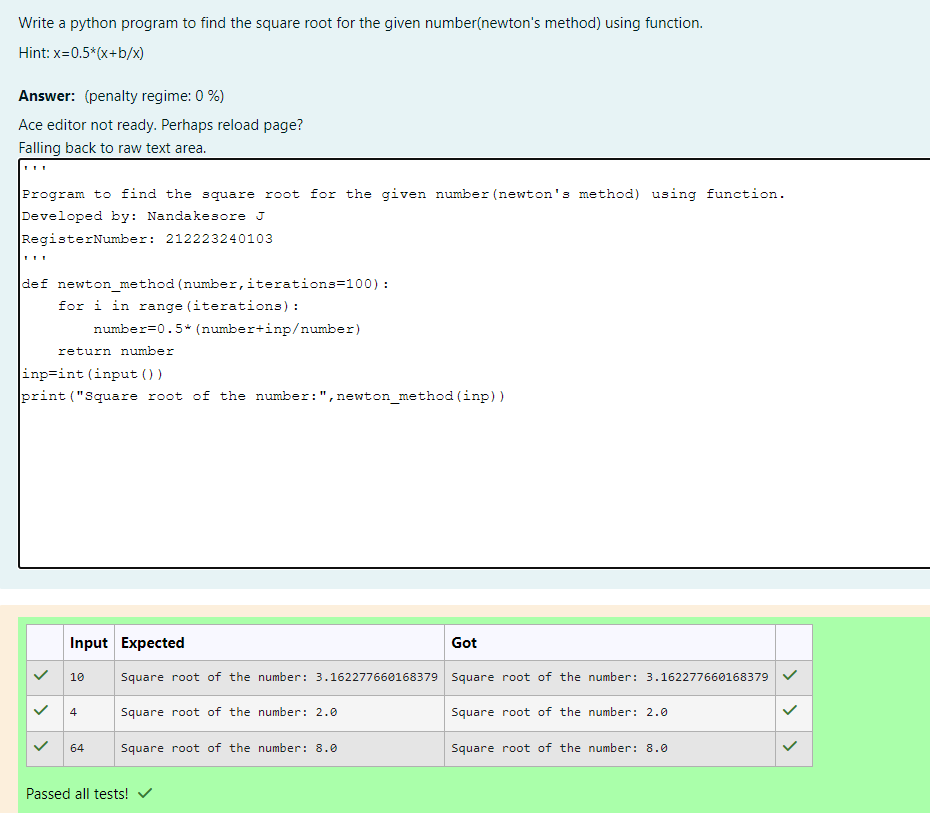 Write a python program to find the square root for the given number(newton's method) using function.
Hint: x=0.5*(x+b/x)
Answer: (penalty regime: 0 %)
Ace editor not ready. Perhaps reload page?
Falling back to raw text area.
'''
Program to find the square root for the given number(newton's method) using function.
Developed by: Nandakesore J
RegisterNumber: 212223240103
'''
def newton_method(number,iterations=100):
    for i in range(iterations):
        number=0.5*(number+inp/number)
    return number
inp=int(input())
print("Square root of the number:",newton_method(inp))
Input Expected Got
10 Square root of the number: 3.162277660168379 Square root of the number: 3.162277660168379
4 Square root of the number: 2.0 Square root of the number: 2.0
64 Square root of the number: 8.0 Square root of the number: 8.0
Passed all tests!